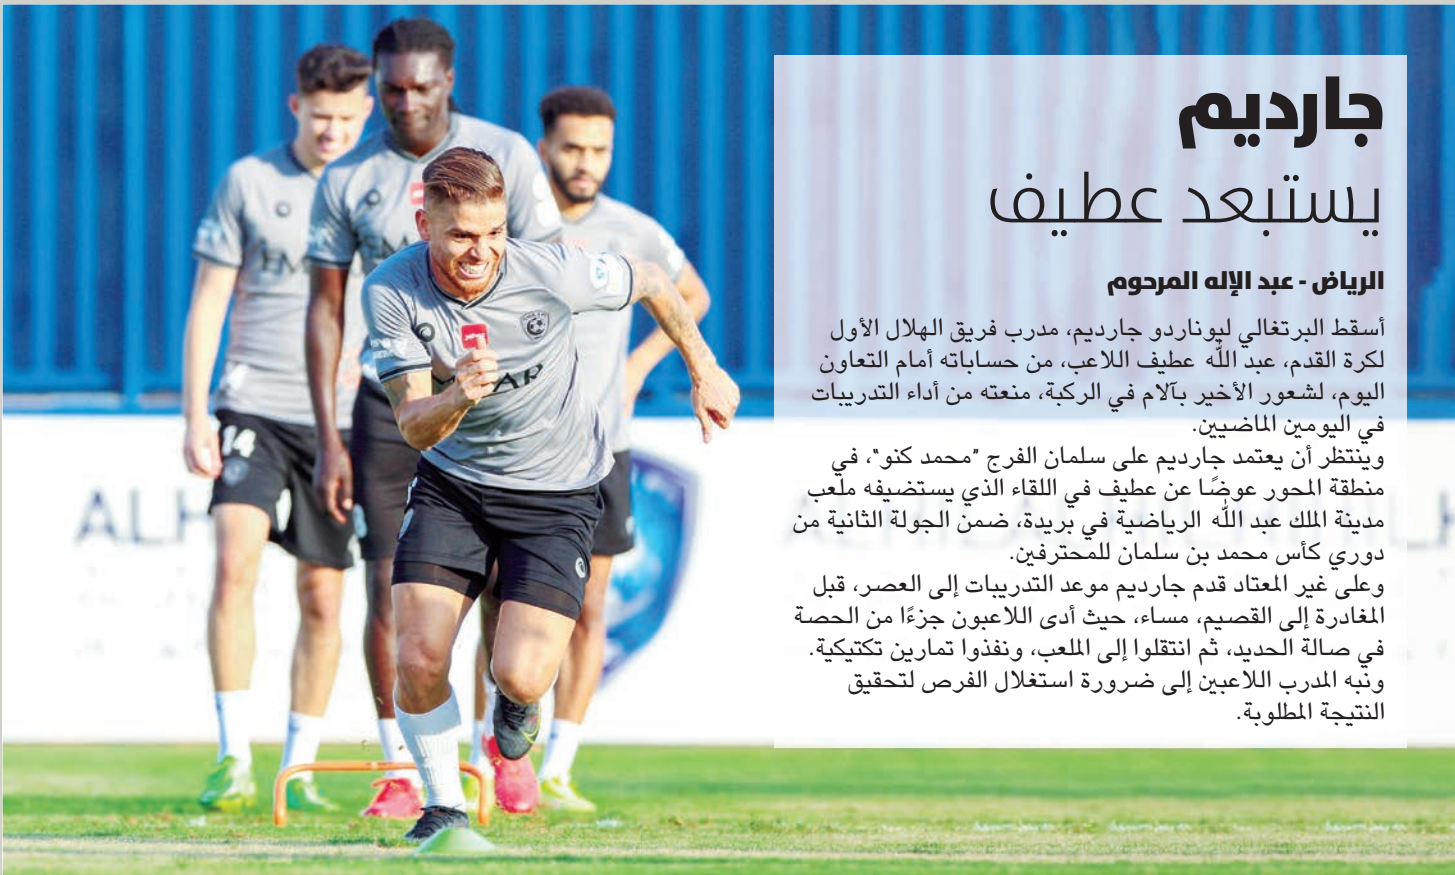 جارديم
يستبعد عطيف
الرياض - عبد الإله المرحوم
أسقط البرتغالي ليوناردو جارديم، مدرب فريق الهلال الأول
لكرة القدم، عبد الله عطيف اللاعب، من حساباته أمام التعاون
اليوم، لشعور الأخير بآلام في الركبة، منعته من أداء التدريبات
في اليومين الماضيين.
وينتظر أن يعتمد جارديم على سلمان الفرج "محمد كنو"، في
منطقة المحور عوضًا عن عطيف في اللقاء الذي يستضيفه ملعب
مدينة الملك عبد الله الرياضية في بريدة، ضمن الجولة الثانية من
دوري كأس محمد بن سلمان للمحترفين.
وعلى غير المعتاد قدم جارديم موعد التدريبات إلى العصر، قبل
المغادرة إلى القصيم، مساء، حيث أدى اللاعبون جزءًا من الحصة
في صالة الحديد، ثم انتقلوا إلى الملعب، ونفذوا تمارين تكتيكية.
ونبه المدرب اللاعبين إلى ضرورة استغلال الفرص لتحقيق
النتيجة المطلوبة.
14